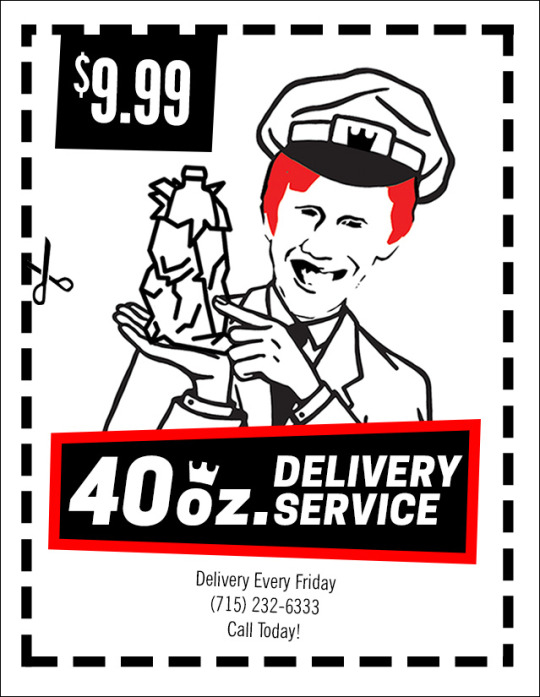 $9.99
40oz. DELIVERY
SERVICE
Delivery Every Friday
(715) 232-6333
Call Today!